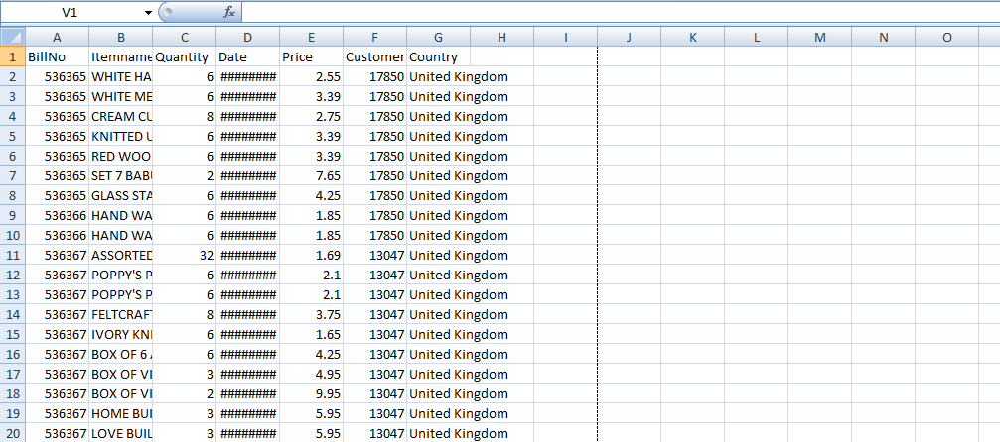 V1 fx
A B C D E F G H I J K L M N O
1 BillNo Itemname Quantity Date Price Customer Country
2 536365 WHITE HA 6 ######## 2.55 17850 United Kingdom
3 536365 WHITE ME 6 ######## 3.39 17850 United Kingdom
4 536365 CREAM CU 8 ######## 2.75 17850 United Kingdom
5 536365 KNITTED U 6 ######## 3.39 17850 United Kingdom
6 536365 RED WOO 6 ######## 3.39 17850 United Kingdom
7 536365 SET 7 BAB 2 ######## 7.65 17850 United Kingdom
8 536365 GLASS STA 6 ######## 4.25 17850 United Kingdom
9 536366 HAND WA 6 ######## 1.85 17850 United Kingdom
10 536366 HAND WA 6 ######## 1.85 17850 United Kingdom
11 536367 ASSORTED 32 ######## 1.69 13047 United Kingdom
12 536367 POPPY'S P 6 ######## 2.1 13047 United Kingdom
13 536367 POPPY'S P 6 ######## 2.1 13047 United Kingdom
14 536367 FELTCRAF 8 ######## 3.75 13047 United Kingdom
15 536367 IVORY KNI 6 ######## 1.65 13047 United Kingdom
16 536367 BOX OF 6 A 6 ######## 4.25 13047 United Kingdom
17 536367 BOX OF VI 3 ######## 4.95 13047 United Kingdom
18 536367 BOX OF VI 2 ######## 9.95 13047 United Kingdom
19 536367 HOME BUI 3 ######## 5.95 13047 United Kingdom
20 536367 LOVE BUIL 3 ######## 5.95 13047 United Kingdom